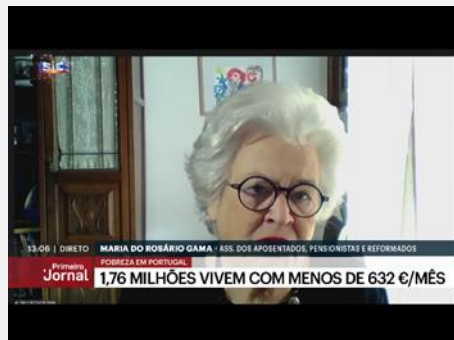 SIC
13:06 | DIRETO MARIA DO ROSÁRIO GAMA - ASS. DOS APOSENTADOS, PENSIONISTAS E REFORMADOS
Primeiro Jornal
POBREZA EM PORTUGAL
1,76 MILHÕES VIVEM COM MENOS DE 632 €/MÊS